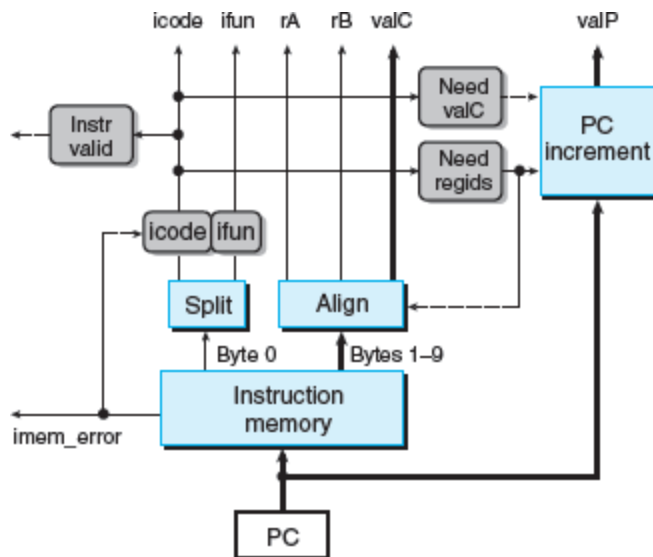 icode ifun rA rB valC valP
Need
valC
Instr
valid
PC
increment
Need
regids
icode ifun
Split
Align
Byte 0
Bytes 1–9
Instruction
memory
imem_error
PC